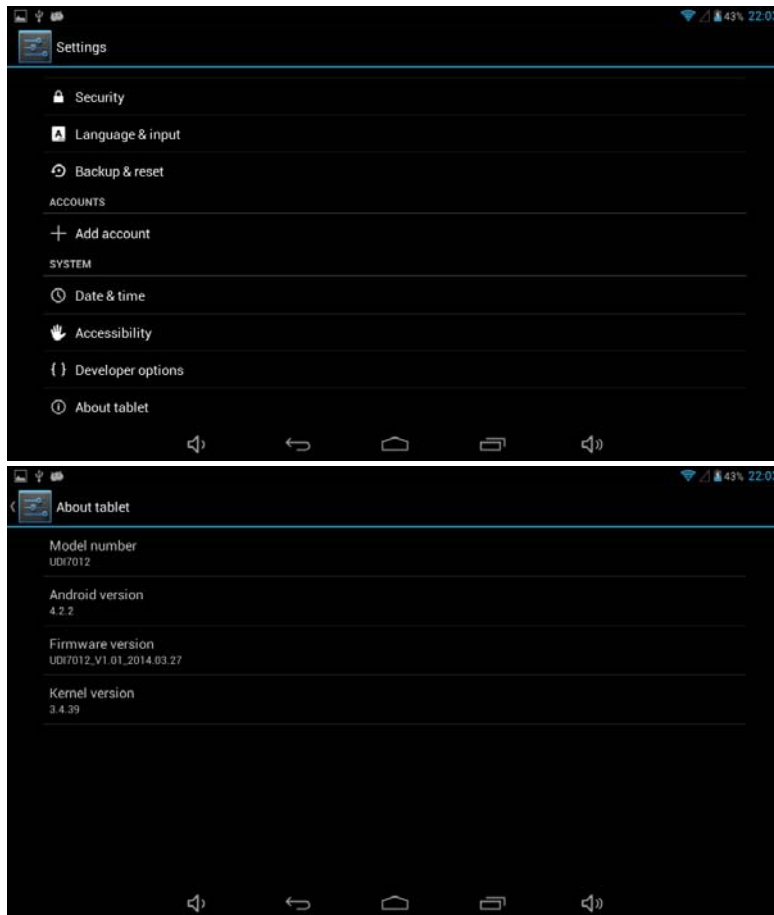 43% 22:03
Settings
Security
Language & input
Backup & reset
ACCOUNTS
Add account
SYSTEM
Date & time
Accessibility
{ } Developer options
About tablet
43% 22:03
About tablet
Model number
UDI7012
Android version
4.2.2
Firmware version
UDI7012_V1.01_2014.03.27
Kernel version
3.4.39